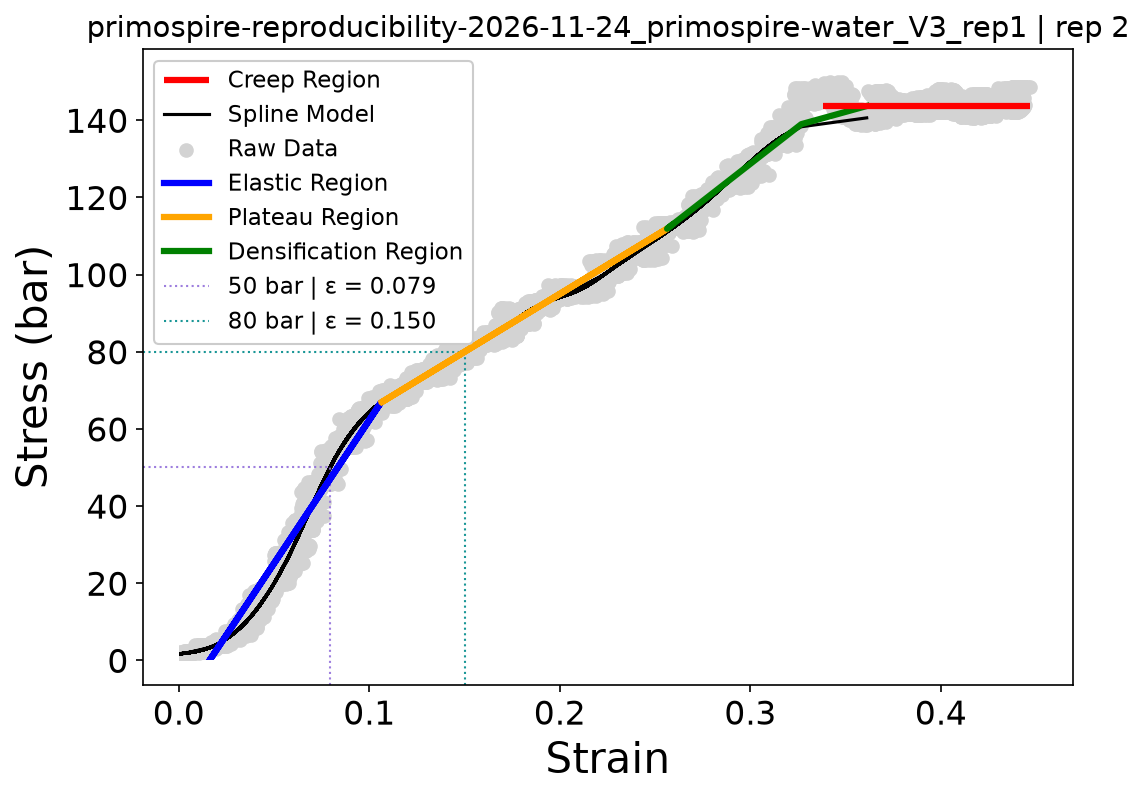 primospire-reproducibility-2026-11-24_primospire-water_V3_rep1 | rep 2
Creep Region
Spline Model
Raw Data
Elastic Region
Plateau Region
Densification Region
50 bar | ε = 0.079
80 bar | ε = 0.150
Stress (bar)
140
120
100
80
60
40
20
0
0.0 0.1 0.2 0.3 0.4
Strain